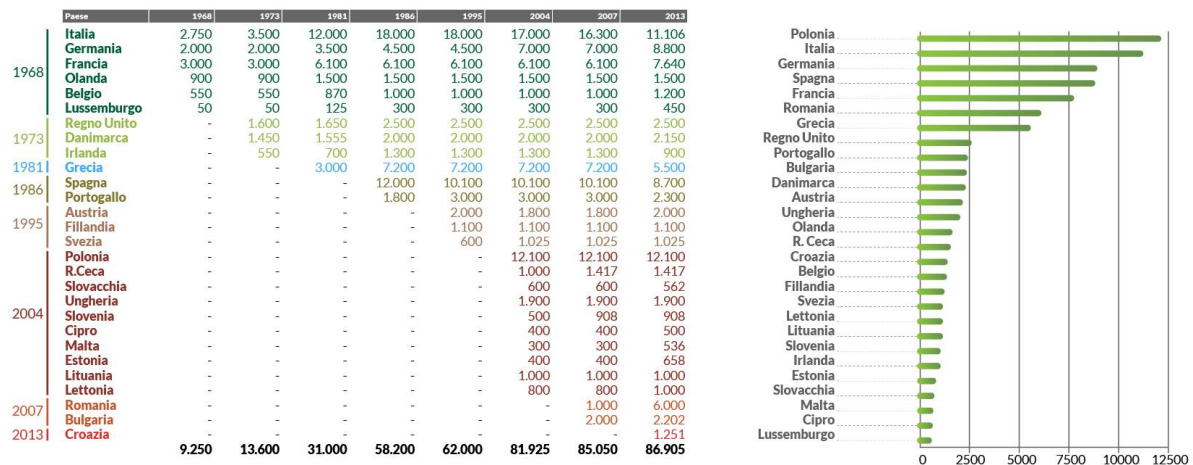 Paese 1968 1973 1981 1986 1995 2004 2007 2013
1968
Italia 2.750 3.500 12.000 18.000 18.000 17.000 16.300 11.106
Germania 2.000 2.000 3.500 4.500 4.500 7.000 7.000 8.800
Francia 3.000 3.000 6.100 6.100 6.100 6.100 6.100 7.640
Olanda 900 900 1.500 1.500 1.500 1.500 1.500 1.500
Belgio 550 550 870 1.000 1.000 1.000 1.000 1.200
Lussemburgo 50 50 125 300 300 300 300 450
1973
Regno Unito - 1.600 1.650 2.500 2.500 2.500 2.500 2.500
Danimarca - 1.450 1.555 2.000 2.000 2.000 2.000 2.150
Irlanda - 550 700 1.300 1.300 1.300 1.300 900
1981
Grecia - - 3.000 7.200 7.200 7.200 7.200 5.500
1986
Spagna - - - 12.000 10.100 10.100 10.100 8.700
Portogallo - - - 1.800 3.000 3.000 3.000 2.300
1995
Austria - - - - 2.000 1.800 1.800 2.000
Fillandia - - - - 1.100 1.100 1.100 1.100
Svezia - - - - 600 1.025 1.025 1.025
2004
Polonia - - - - - 12.100 12.100 12.100
R.Ceca - - - - - 1.000 1.417 1.417
Slovacchia - - - - - 600 600 562
Ungheria - - - - - 1.900 1.900 1.900
Slovenia - - - - - 500 908 908
Cipro - - - - - 400 400 500
Malta - - - - - 300 300 536
Estonia - - - - - 400 400 658
Lituania - - - - - 1.000 1.000 1.000
Lettonia - - - - - 800 800 1.000
2007
Romania - - - - - - 1.000 6.000
Bulgaria - - - - - - 2.000 2.202
2013
Croazia - - - - - - - 1.251
9.250 13.600 31.000 58.200 62.000 81.925 85.050 86.905
Polonia
Italia
Germania
Spagna
Francia
Romania
Grecia
Regno Unito
Portogallo
Bulgaria
Danimarca
Austria
Ungheria
Olanda
R. Ceca
Croazia
Belgio
Fillandia
Svezia
Lettonia
Lituania
Slovenia
Irlanda
Estonia
Slovacchia
Malta
Cipro
Lussemburgo
0 2500 5000 7500 10000 12500